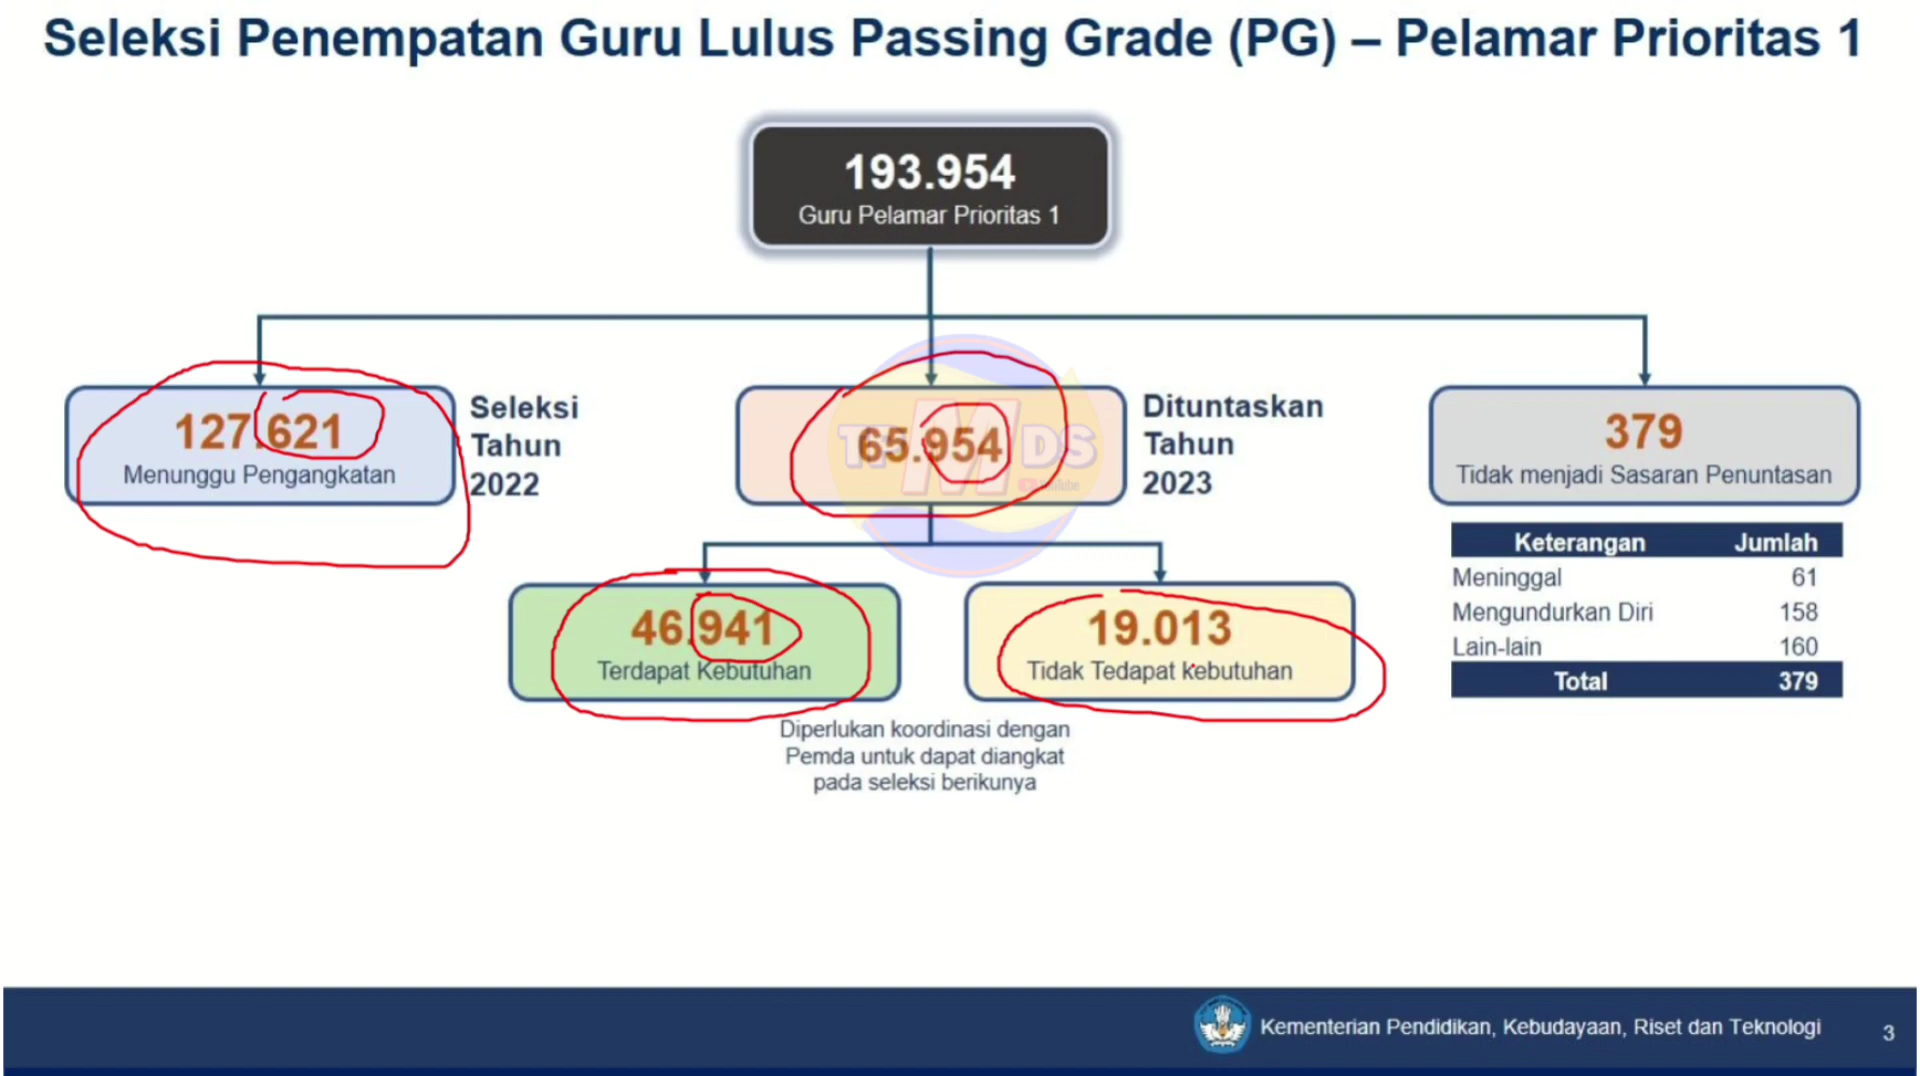 Seleksi Penempatan Guru Lulus Passing Grade (PG) – Pelamar Prioritas 1
193.954
Guru Pelamar Prioritas 1
127.621
Menunggu Pengangkatan
Seleksi
Tahun
2022
65.954
Dituntaskan
Tahun
2023
379
Tidak menjadi Sasaran Penuntasan
Keterangan Jumlah
Meninggal 61
Mengundurkan Diri 158
Lain-lain 160
Total 379
46.941
Terdapat Kebutuhan
19.013
Tidak Tedapat kebutuhan
Diperlukan koordinasi dengan
Pemda untuk dapat diangkat
pada seleksi berikunya
Kementerian Pendidikan, Kebudayaan, Riset dan Teknologi
3